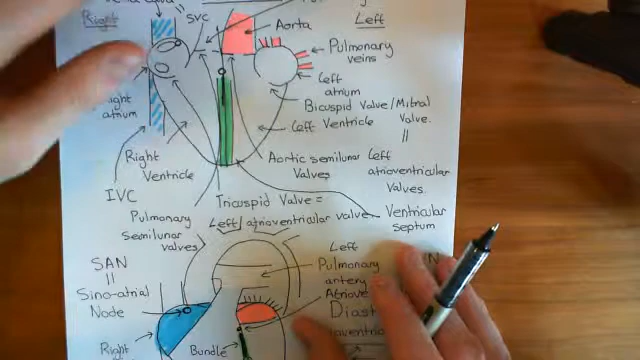 Right
SVC
Aorta
Left
Pulmonary
veins
Left
atrium
Bicuspid Valve/Mitral
Valve.
=
Left
atrioventricular
Valves
Left Ventricle
atrium
Right
Ventricle
Aortic semilunar
Valves
IVC
Tricuspid Valve =
Left/atrioventricular valve
Ventricular
septum
Pulmonary
semilunar
valves
SAN
=
Sino-atrial
Node
Left
Pulmonary
artery
Right
Bundle